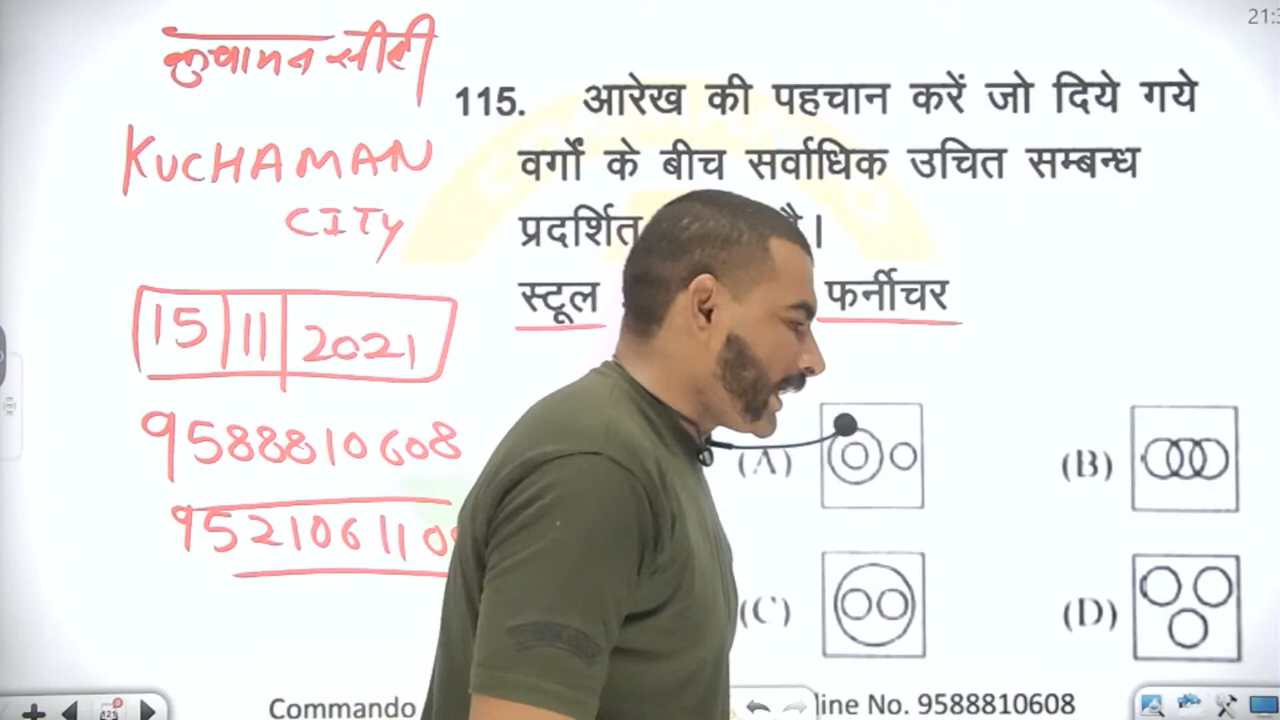 कुचामन सीटी
KUCHAMAN
CITY
15 11 2021
9588810608
952106110
21:3
115. आरेख की पहचान करें जो दिये गये
वर्गों के बीच सर्वाधिक उचित सम्बन्ध
प्रदर्शित है।
स्टूल फर्नीचर
(A) (B)
(C) (D)
Commando line No. 9588810608